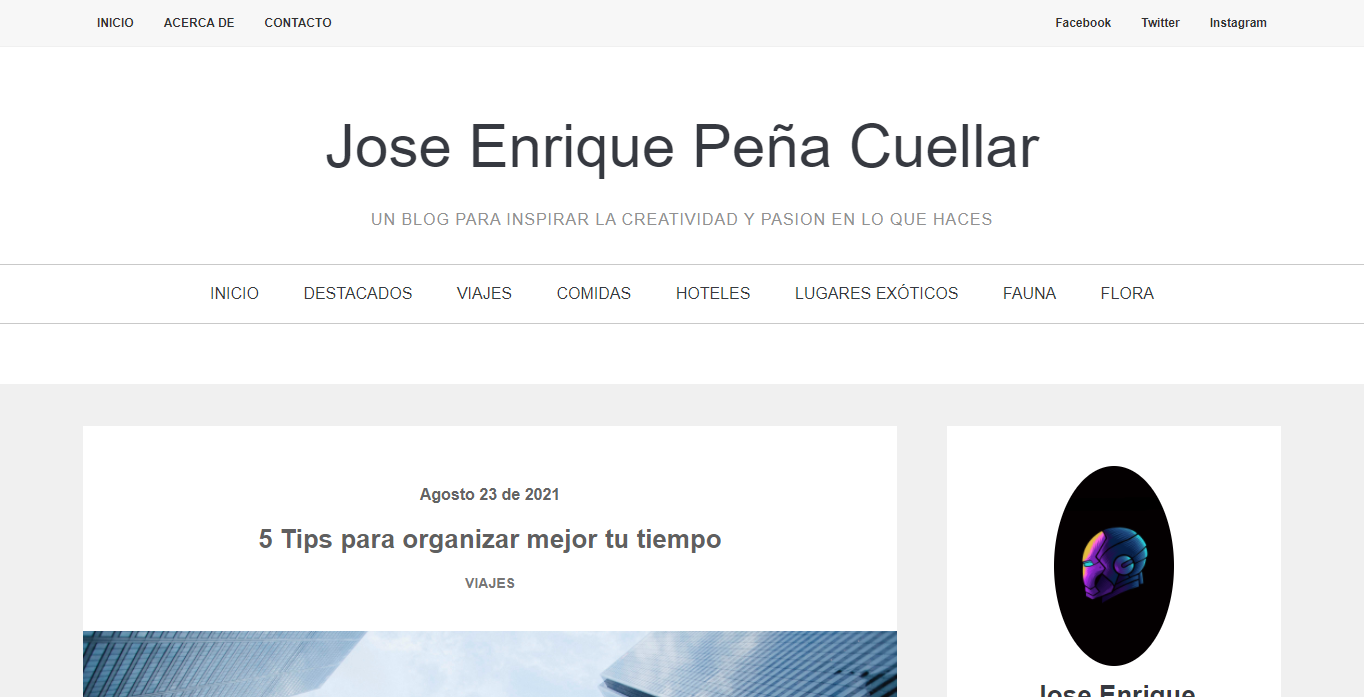 INICIO ACERCA DE CONTACTO Facebook Twitter Instagram
Jose Enrique Peña Cuellar
UN BLOG PARA INSPIRAR LA CREATIVIDAD Y PASION EN LO QUE HACES
INICIO DESTACADOS VIAJES COMIDAS HOTELES LUGARES EXÓTICOS FAUNA FLORA
Agosto 23 de 2021
5 Tips para organizar mejor tu tiempo
VIAJES
Jose Enrique